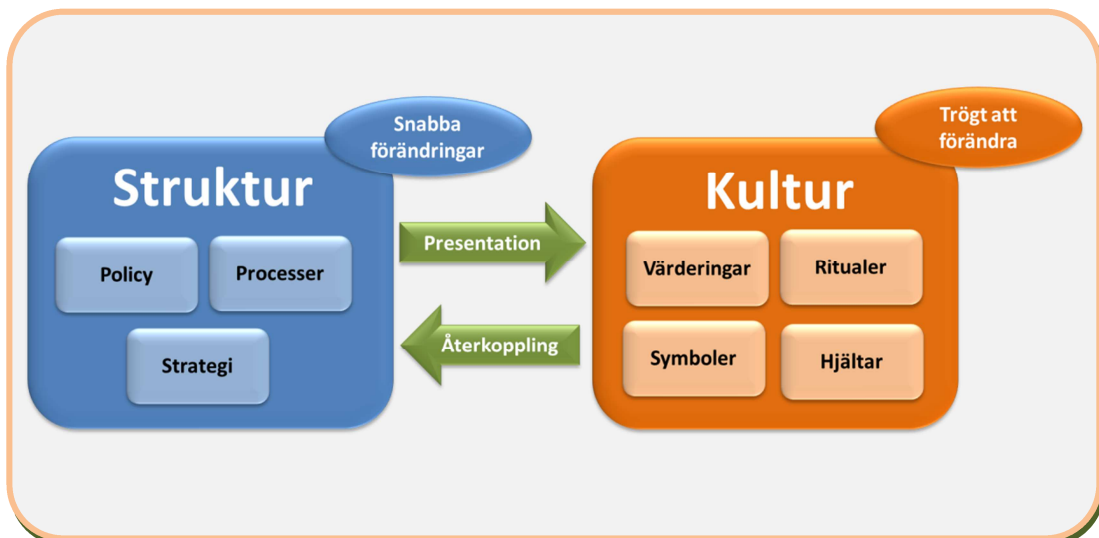 Snabba
förändringar
Struktur
Policy
Processer
Strategi
Presentation
Återkoppling
Trögt att
förändra
Kultur
Värderingar
Ritualer
Symboler
Hjältar